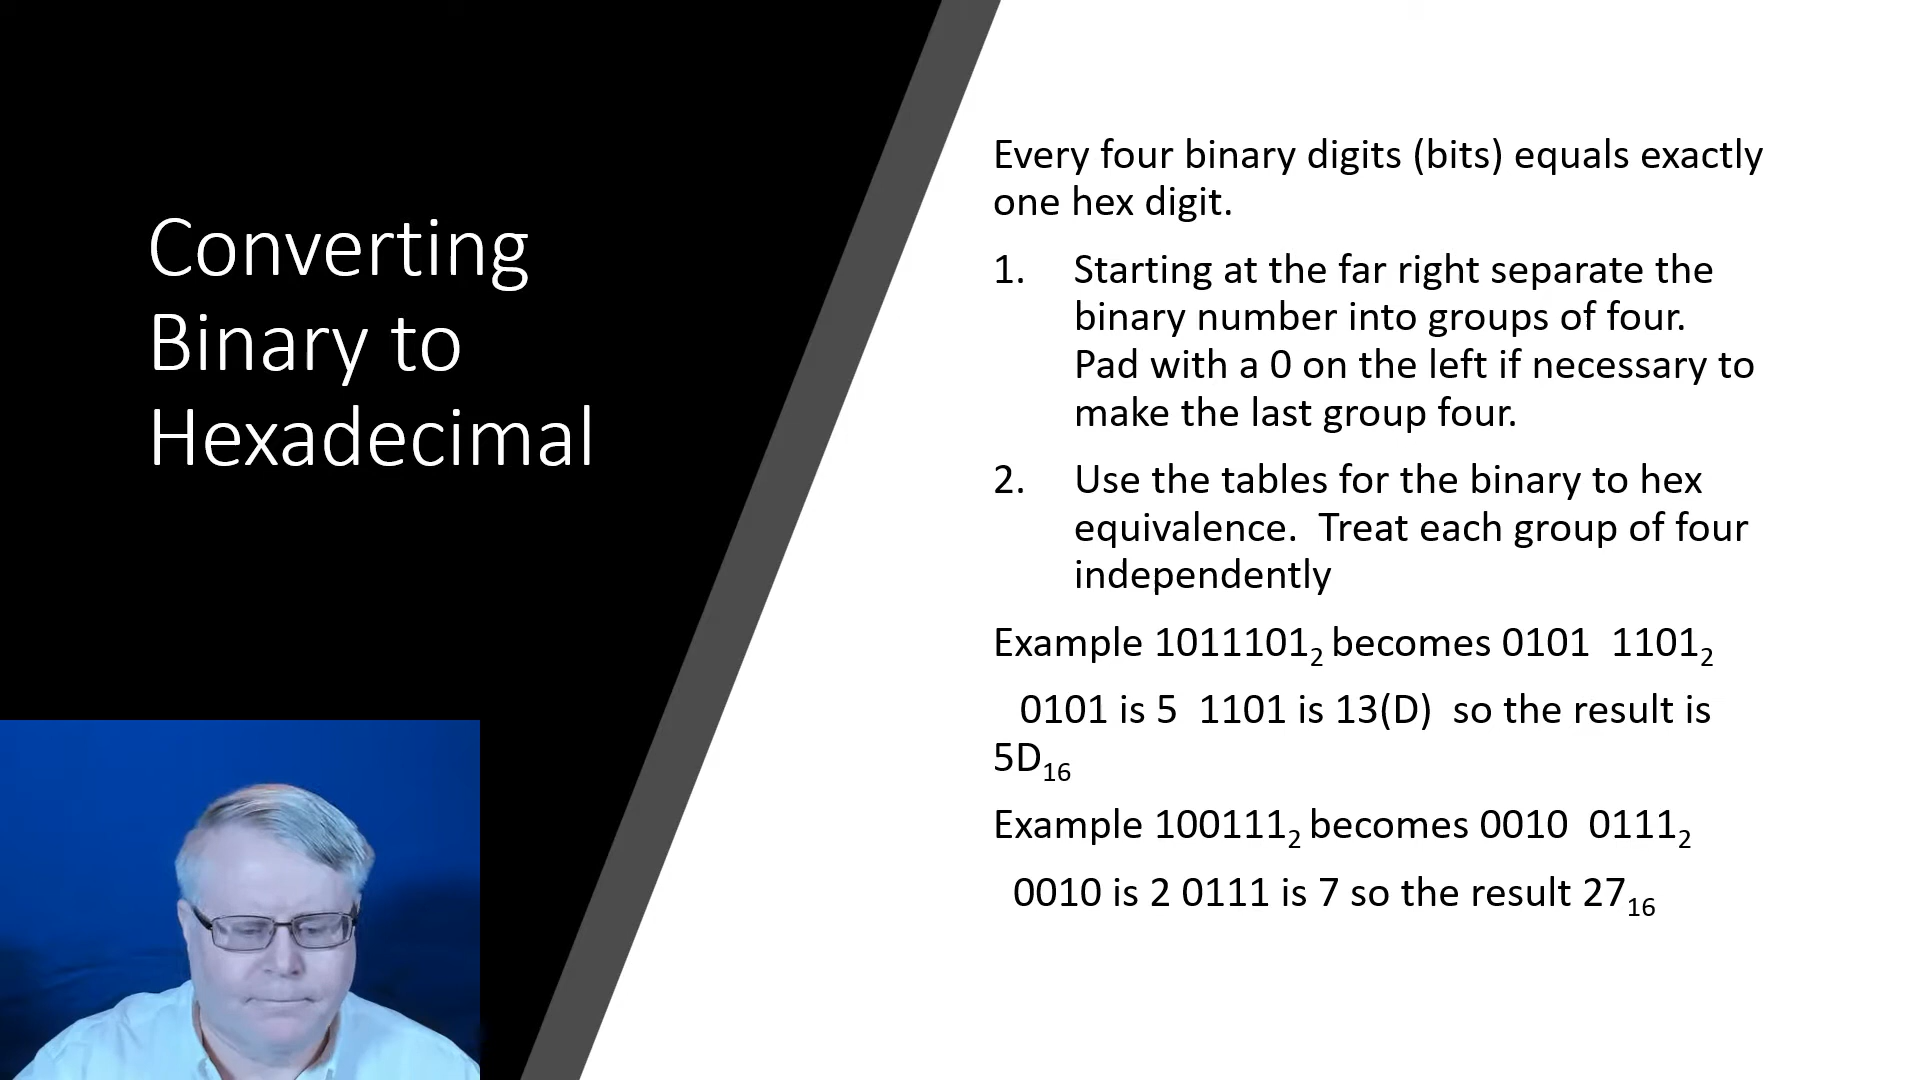 Converting
Binary to
Hexadecimal
Every four binary digits (bits) equals exactly
one hex digit.
1. Starting at the far right separate the
binary number into groups of four.
Pad with a 0 on the left if necessary to
make the last group four.
2. Use the tables for the binary to hex
equivalence.  Treat each group of four
independently
Example 1011101₂ becomes 0101  1101₂
0101 is 5  1101 is 13(D)  so the result is
5D₁₆
Example 100111₂ becomes 0010  0111₂
0010 is 2 0111 is 7 so the result 27₁₆